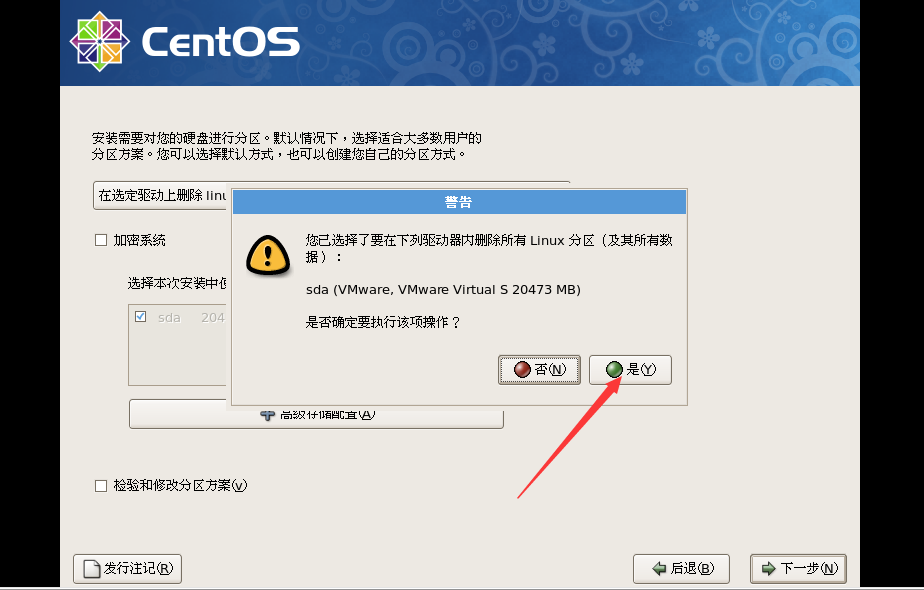 CentOS
安装需要对您的硬盘进行分区。默认情况下，选择适合大多数用户的
分区方案。您可以选择默认方式，也可以创建您自己的分区方式。
在选定驱动上删除 linu
警告
加密系统
您已选择了要在下列驱动器内删除所有 Linux 分区（及其所有数
据）：
选择本次安装中使
sda (VMware, VMware Virtual S 20473 MB)
sda 204
是否确定要执行该项操作？
否(N)
是(Y)
高级存储配置(A)
检验和修改分区方案(v)
发行注记(R)
后退(B)
下一步(N)